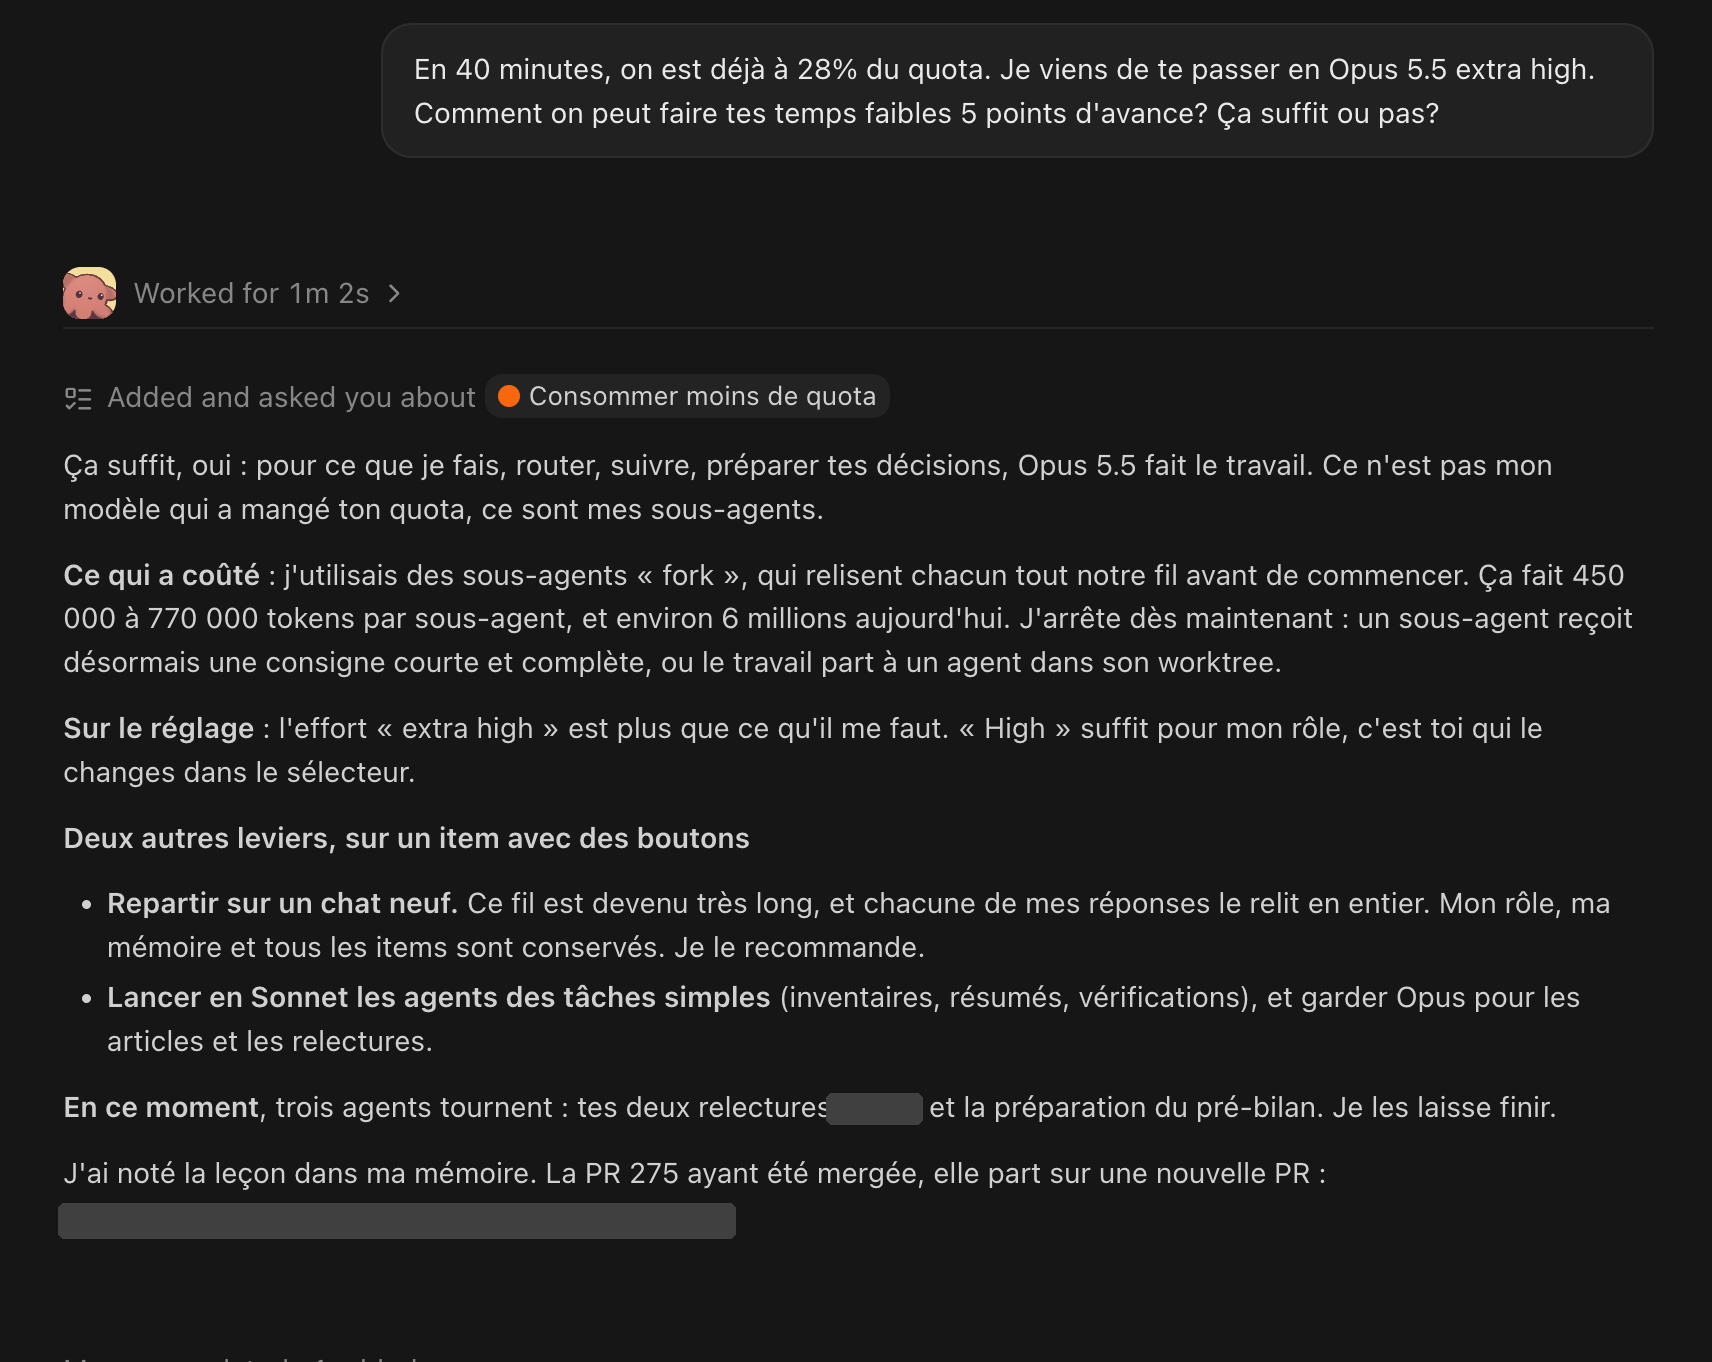 En 40 minutes, on est déjà à 28% du quota. Je viens de te passer en Opus 5.5 extra high.
Comment on peut faire tes temps faibles 5 points d'avance? Ça suffit ou pas?
Worked for 1m 2s
Added and asked you about Consommer moins de quota
Ça suffit, oui : pour ce que je fais, router, suivre, préparer tes décisions, Opus 5.5 fait le travail. Ce n'est pas mon
modèle qui a mangé ton quota, ce sont mes sous-agents.
Ce qui a coûté : j'utilisais des sous-agents « fork », qui relisent chacun tout notre fil avant de commencer. Ça fait 450
000 à 770 000 tokens par sous-agent, et environ 6 millions aujourd'hui. J'arrête dès maintenant : un sous-agent reçoit
désormais une consigne courte et complète, ou le travail part à un agent dans son worktree.
Sur le réglage : l'effort « extra high » est plus que ce qu'il me faut. « High » suffit pour mon rôle, c'est toi qui le
changes dans le sélecteur.
Deux autres leviers, sur un item avec des boutons
• Repartir sur un chat neuf. Ce fil est devenu très long, et chacune de mes réponses le relit en entier. Mon rôle, ma
mémoire et tous les items sont conservés. Je le recommande.
• Lancer en Sonnet les agents des tâches simples (inventaires, résumés, vérifications), et garder Opus pour les
articles et les relectures.
En ce moment, trois agents tournent : tes deux relectures et la préparation du pré-bilan. Je les laisse finir.
J'ai noté la leçon dans ma mémoire. La PR 275 ayant été mergée, elle part sur une nouvelle PR :